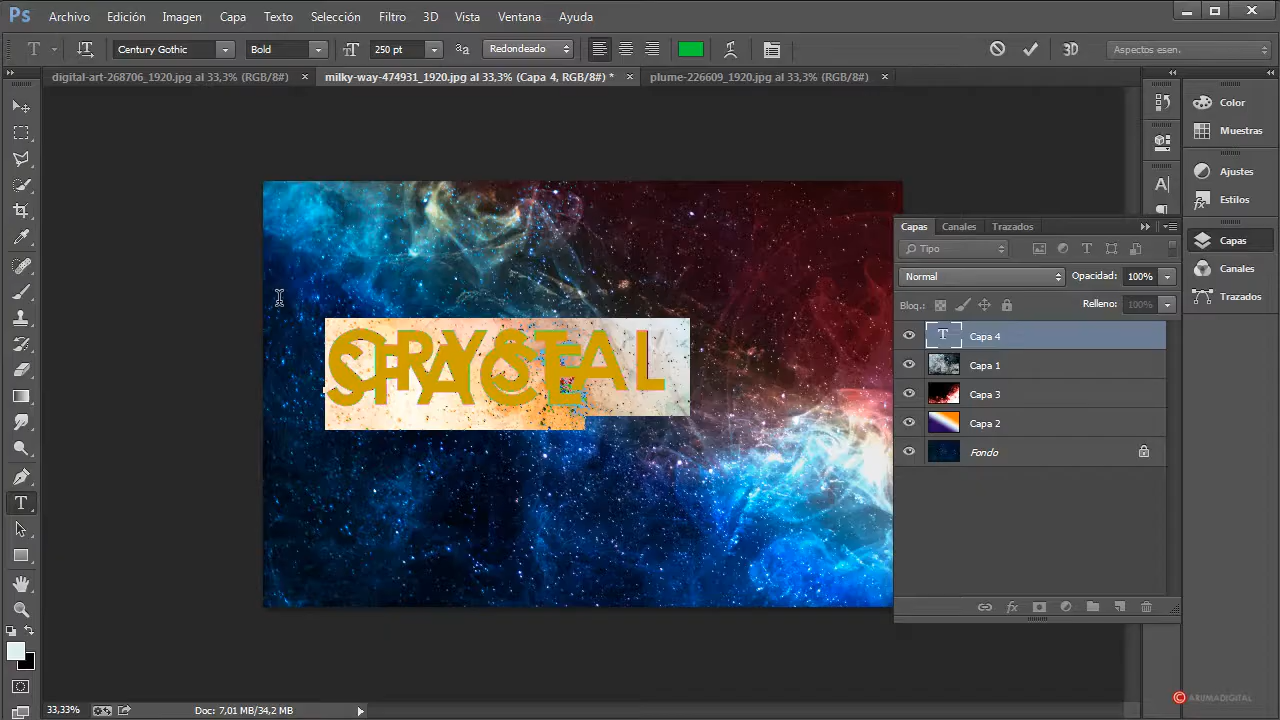 Ps Archivo Edición Imagen Capa Texto Selección Filtro 3D Vista Ventana Ayuda
T Century Gothic Bold 250 pt aa Redondeado 3D Aspectos esen.
digital-art-268706_1920.jpg al 33,3% (RGB/8#) × milky-way-474931_1920.jpg al 33,3% (Capa 4, RGB/8#) * × plume-226609_1920.jpg al 33,3% (RGB/8#) ×
Color
Muestras
Ajustes
Estilos
Capas
Canales
Trazados
Capas Canales Trazados
Tipo
Normal Opacidad: 100%
Bloq.: Relleno: 100%
T Capa 4
Capa 1
Capa 3
Capa 2
Fondo
fx
CRYSTAL
SPACE
33,33% Doc: 7,01 MB/34,2 MB
© ARUMADIGITAL